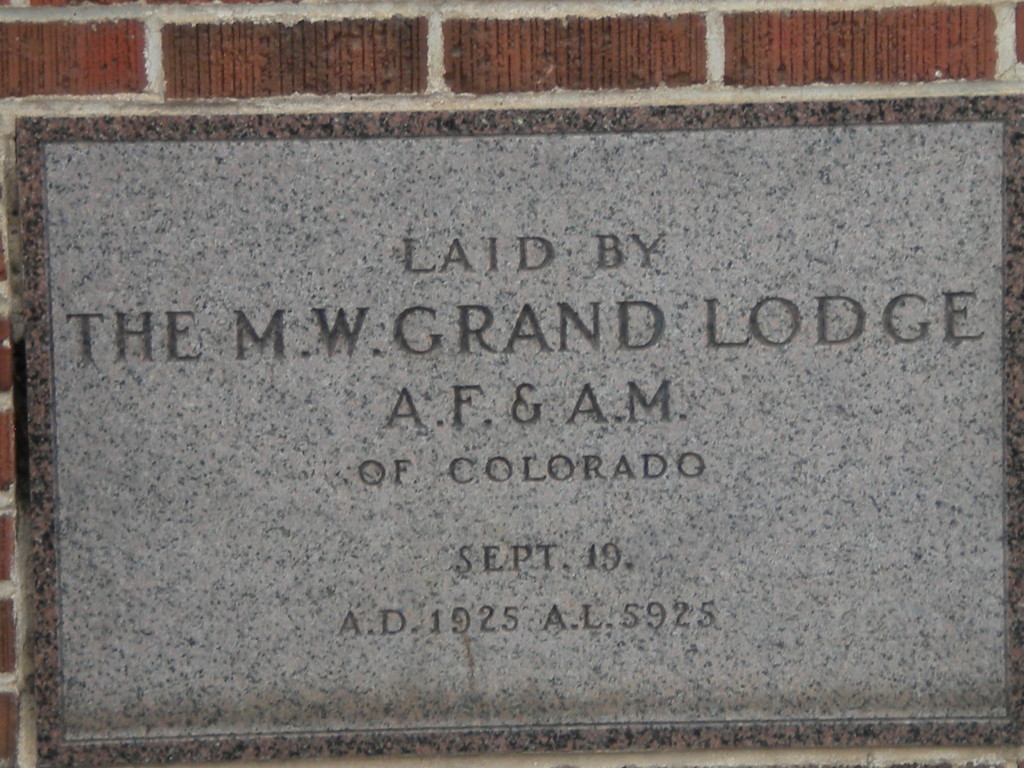 LAID BY
THE M.W. GRAND LODGE
A.F. & A.M.
OF COLORADO
SEPT. 19.
A.D. 1925 A.L. 5925